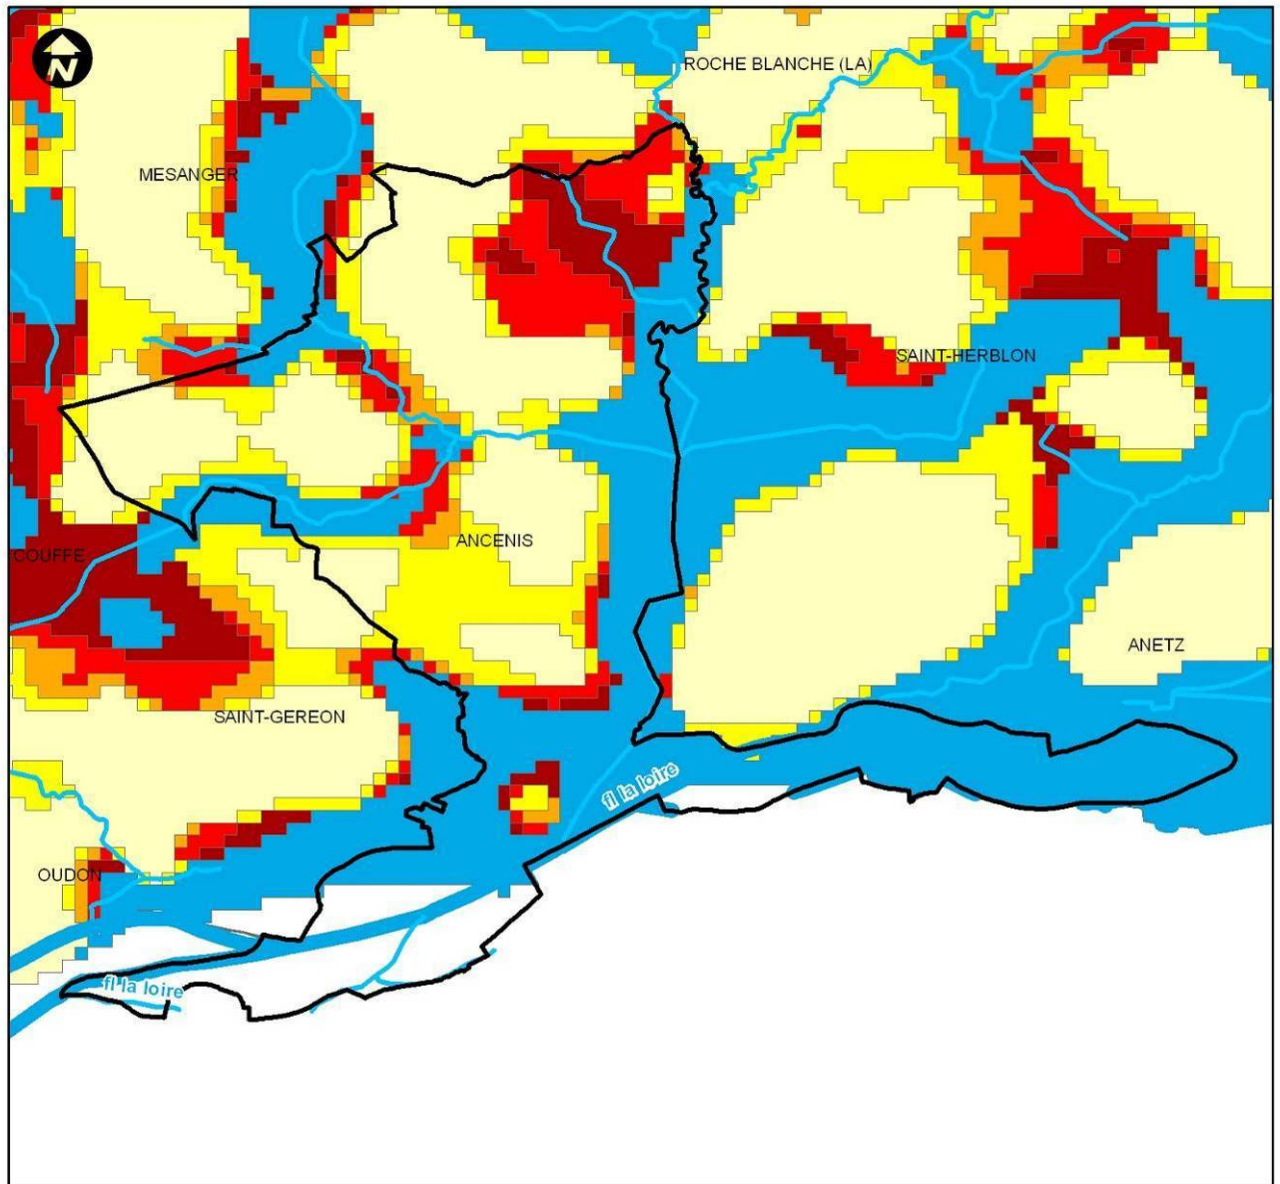 N
ROCHE BLANCHE (LA)
MESANGER
SAINT-HERBLON
ANCENIS
COUFFE
ANETZ
SAINT-GEREON
fl la loire
OUDON
fl la loire